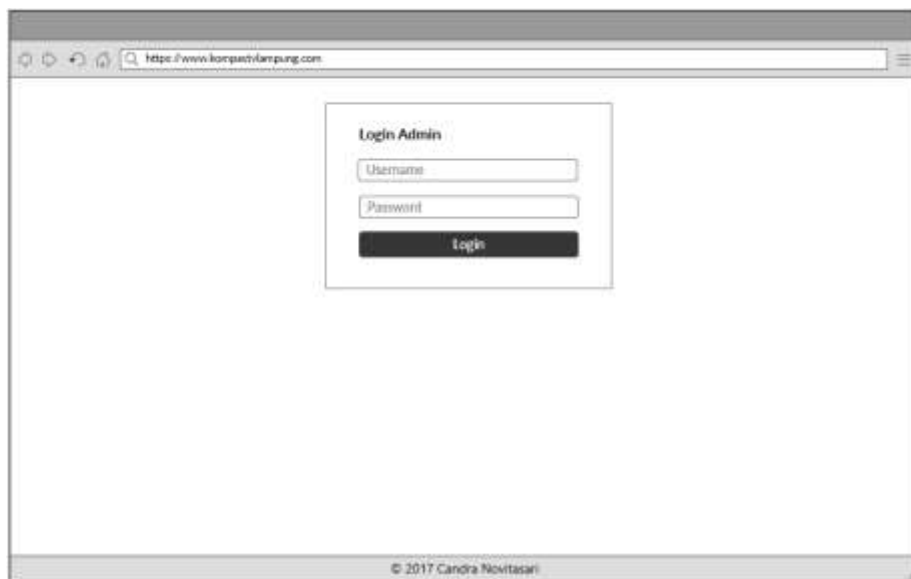 https://www.kompastvlampung.com
Login Admin
Username
Password
Login
© 2017 Candra Novitasari